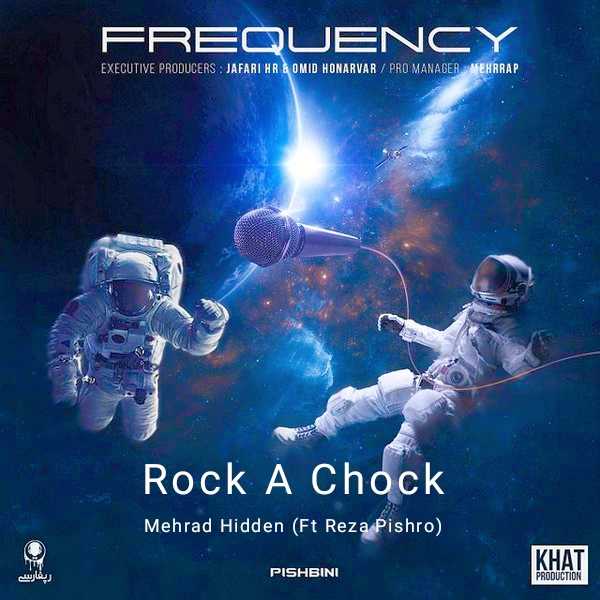 FREQUENCY
EXECUTIVE PRODUCERS : JAFARI HR & OMID HONARVAR / PRO MANAGER : MEHRRAP
Rock A Chock
Mehrad Hidden (Ft Reza Pishro)
رپفارسی
PISHBINI
KHAT
PRODUCTION